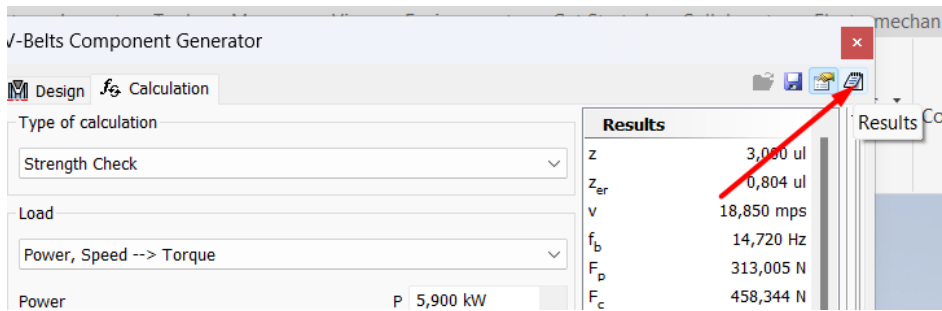 V-Belts Component Generator
Design
fG Calculation
Type of calculation
Strength Check
Load
Power, Speed --> Torque
Power P 5,900 kW
Results
z 3,000 ul
zer 0,804 ul
v 18,850 mps
fb 14,720 Hz
Fp 313,005 N
Fc 458,344 N
Results